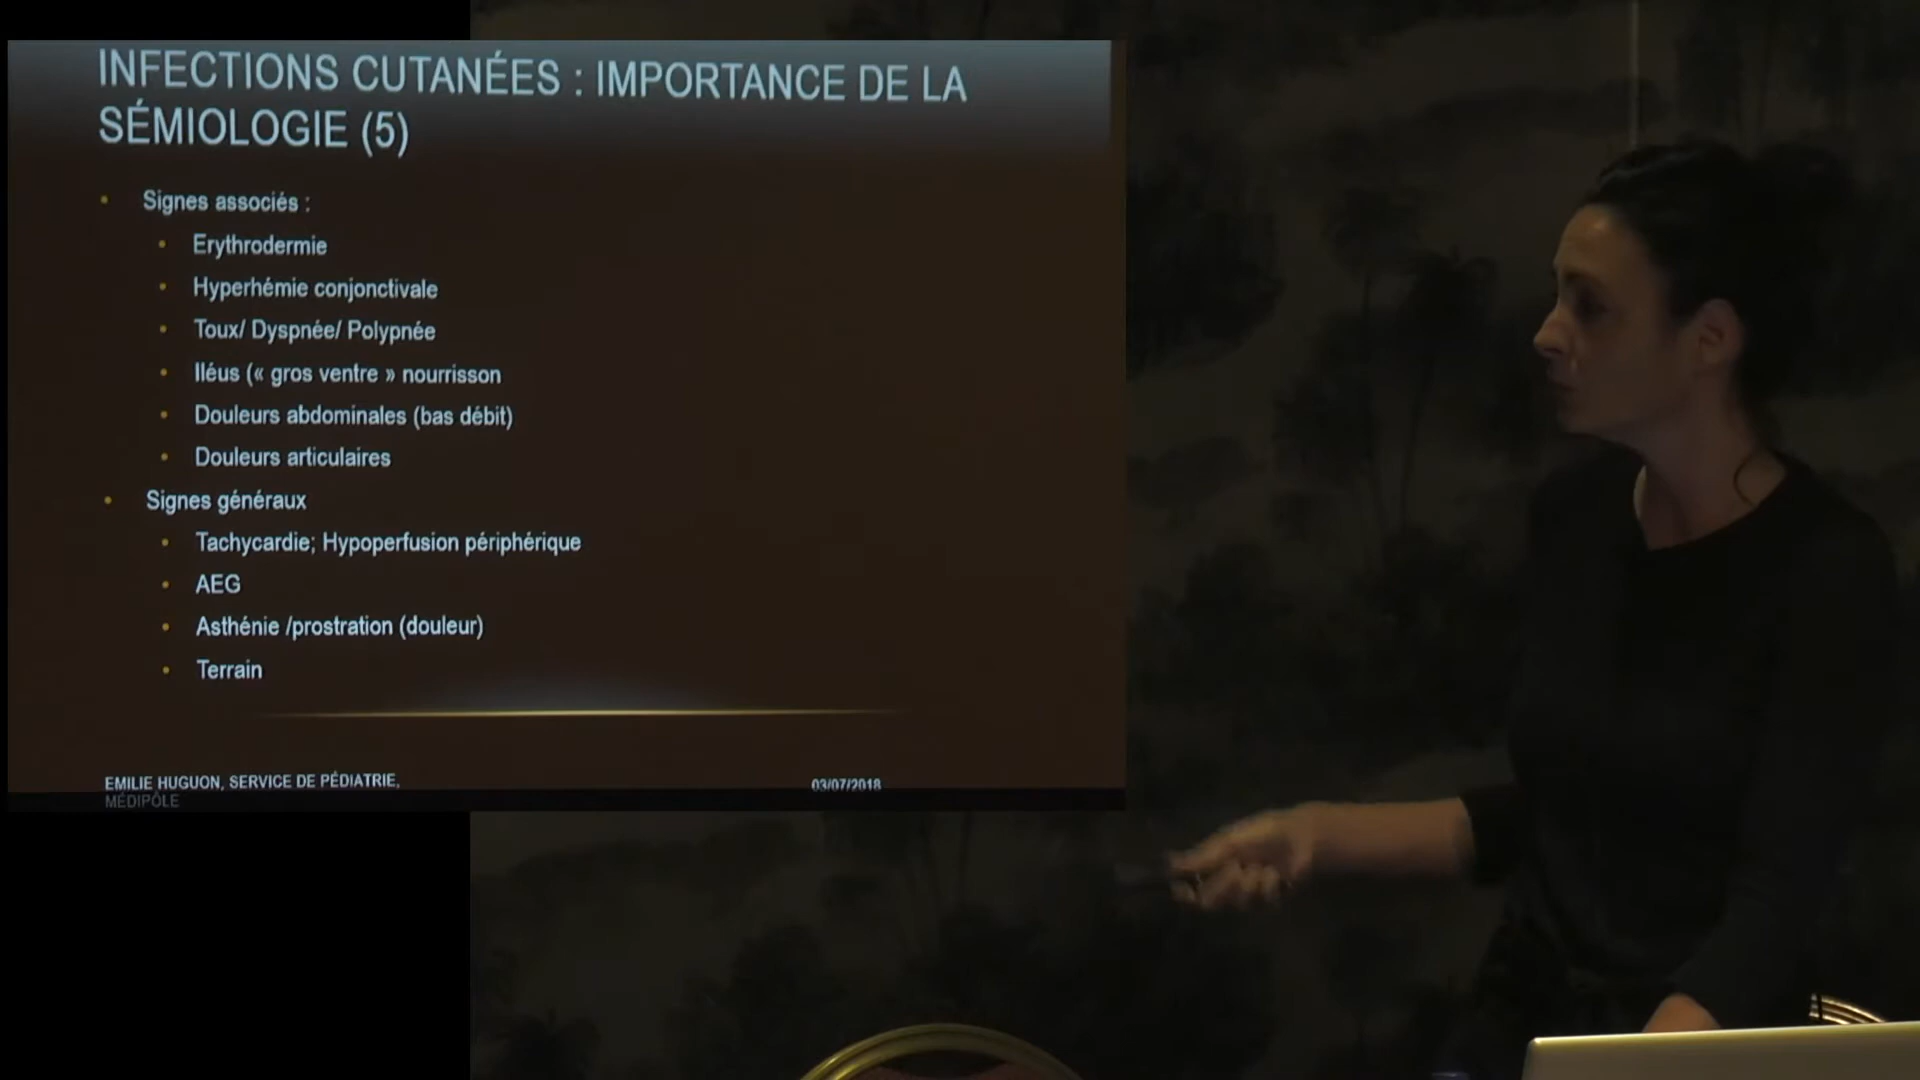 INFECTIONS CUTANÉES : IMPORTANCE DE LA
SÉMIOLOGIE (5)
• Signes associés :
• Erythrodermie
• Hyperhémie conjonctivale
• Toux/ Dyspnée/ Polypnée
• Iléus (« gros ventre » nourrisson
• Douleurs abdominales (bas débit)
• Douleurs articulaires
• Signes généraux
• Tachycardie; Hypoperfusion périphérique
• AEG
• Asthénie /prostration (douleur)
• Terrain
EMILIE HUGUON, SERVICE DE PÉDIATRIE,
MÉDIPÔLE
03/07/2018